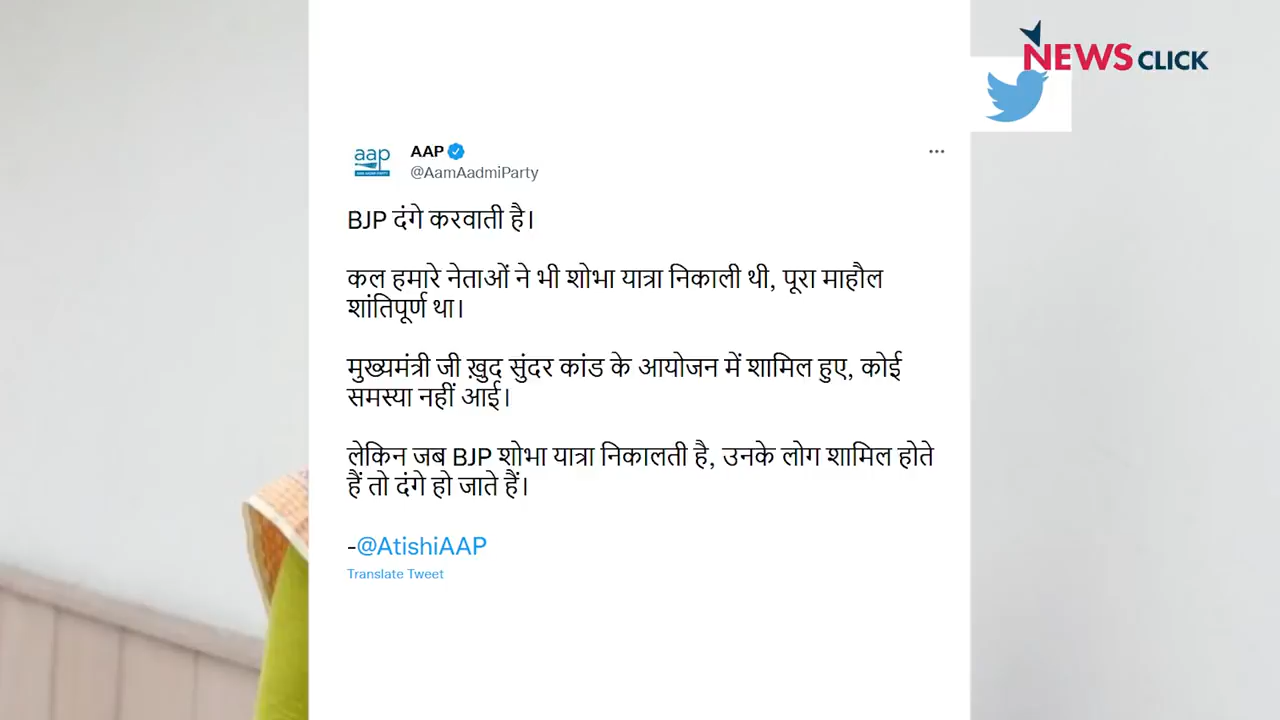 NEWS CLICK
AAP
@AamAadmiParty
BJP दंगे करवाती है।
कल हमारे नेताओं ने भी शोभा यात्रा निकाली थी, पूरा माहौल
शांतिपूर्ण था।
मुख्यमंत्री जी ख़ुद सुंदर कांड के आयोजन में शामिल हुए, कोई
समस्या नहीं आई।
लेकिन जब BJP शोभा यात्रा निकालती है, उनके लोग शामिल होते
हैं तो दंगे हो जाते हैं।
-@AtishiAAP
Translate Tweet